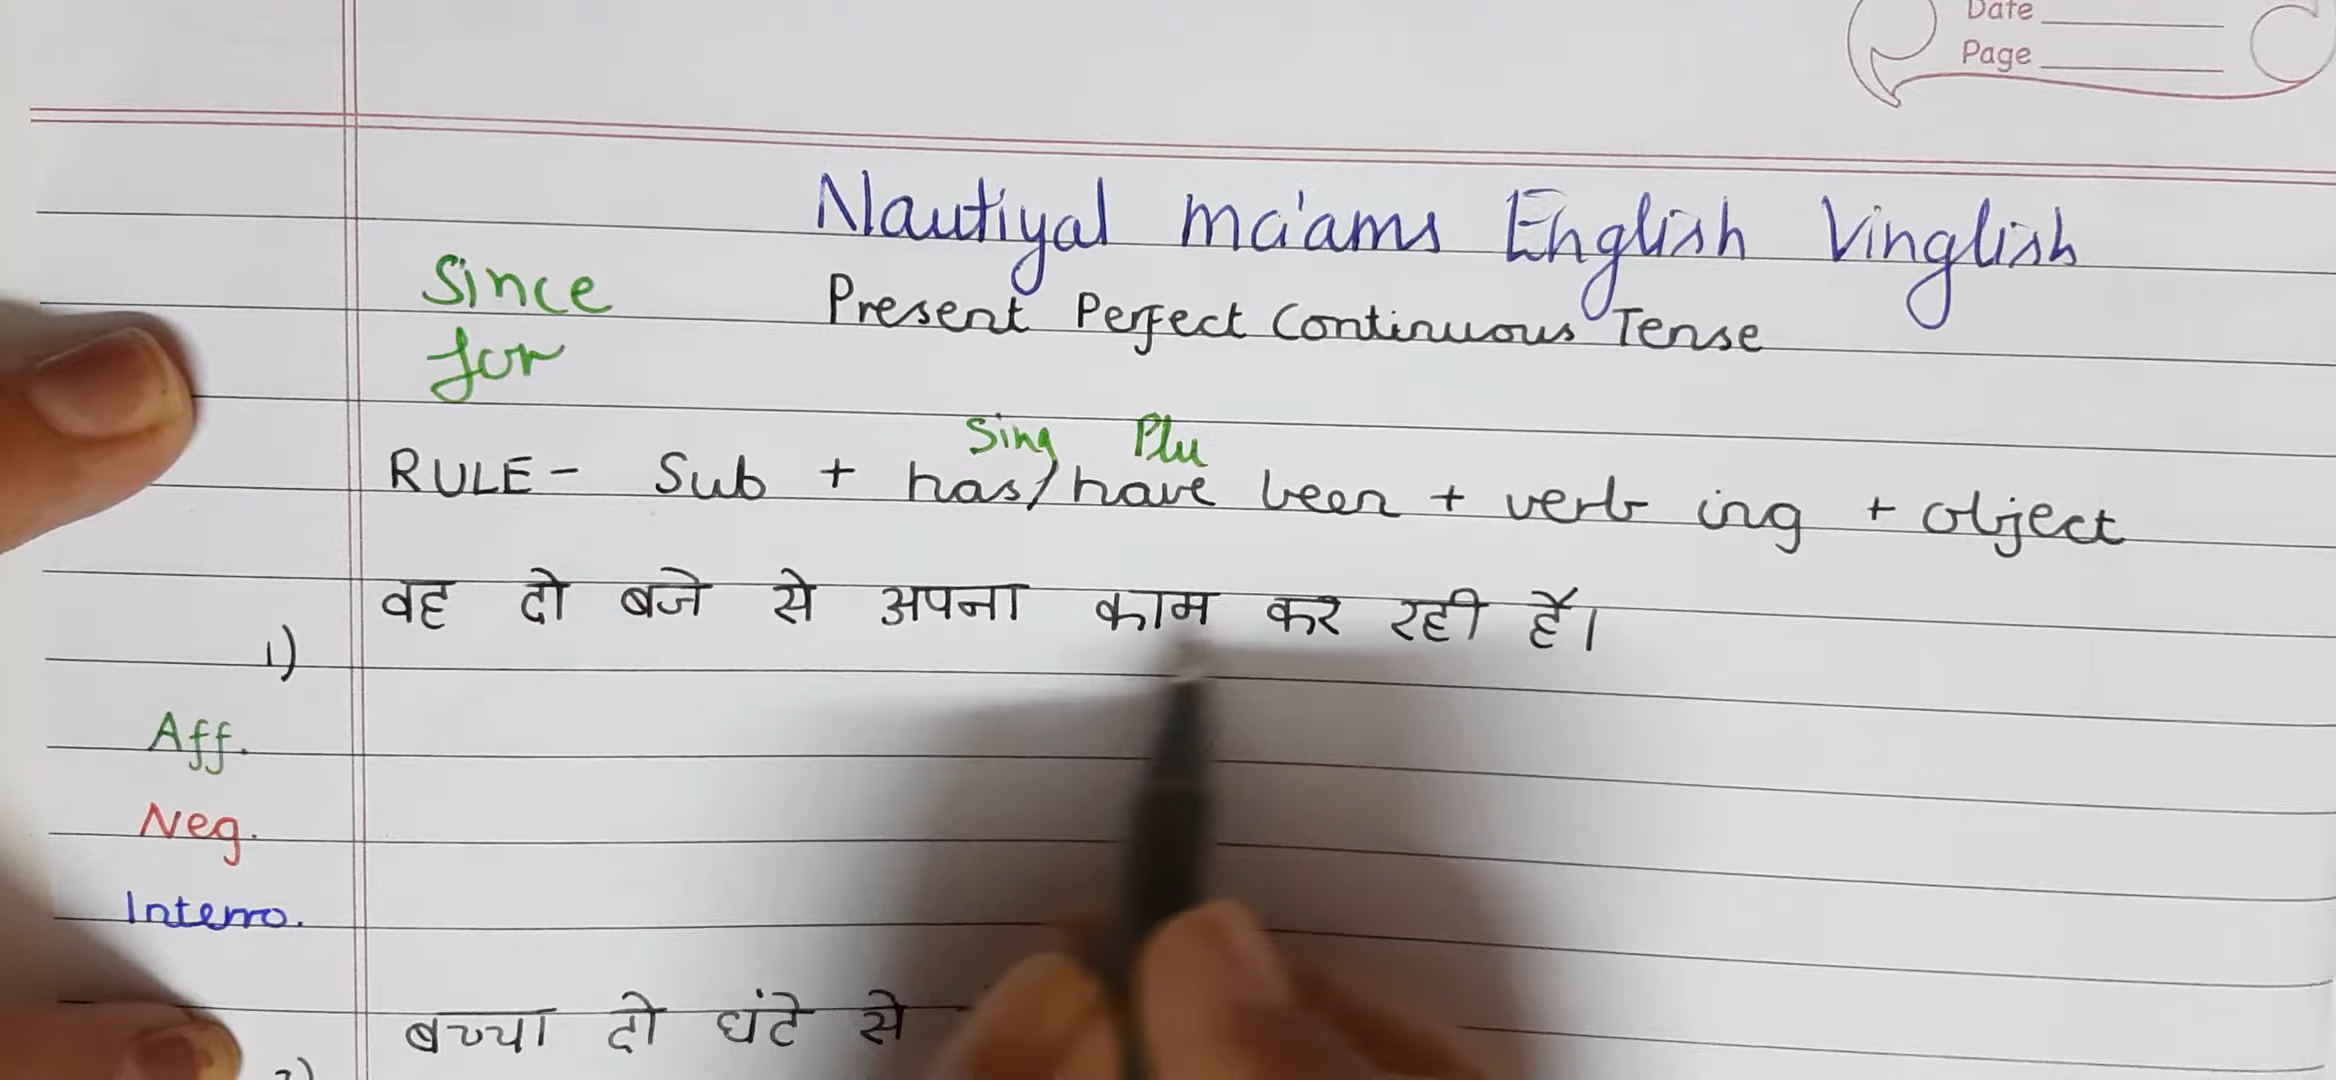 Date
Page
Nautiyal ma'ams English Vinglish
Since
Present Perfect Continuous Tense
for
Sing Plu
RULE- Sub + has/have been + verb ing + object
वह दो बजे से अपना काम कर रही हैं।
1)
Aff.
Neg.
Interro.
बच्चा दो घंटे से